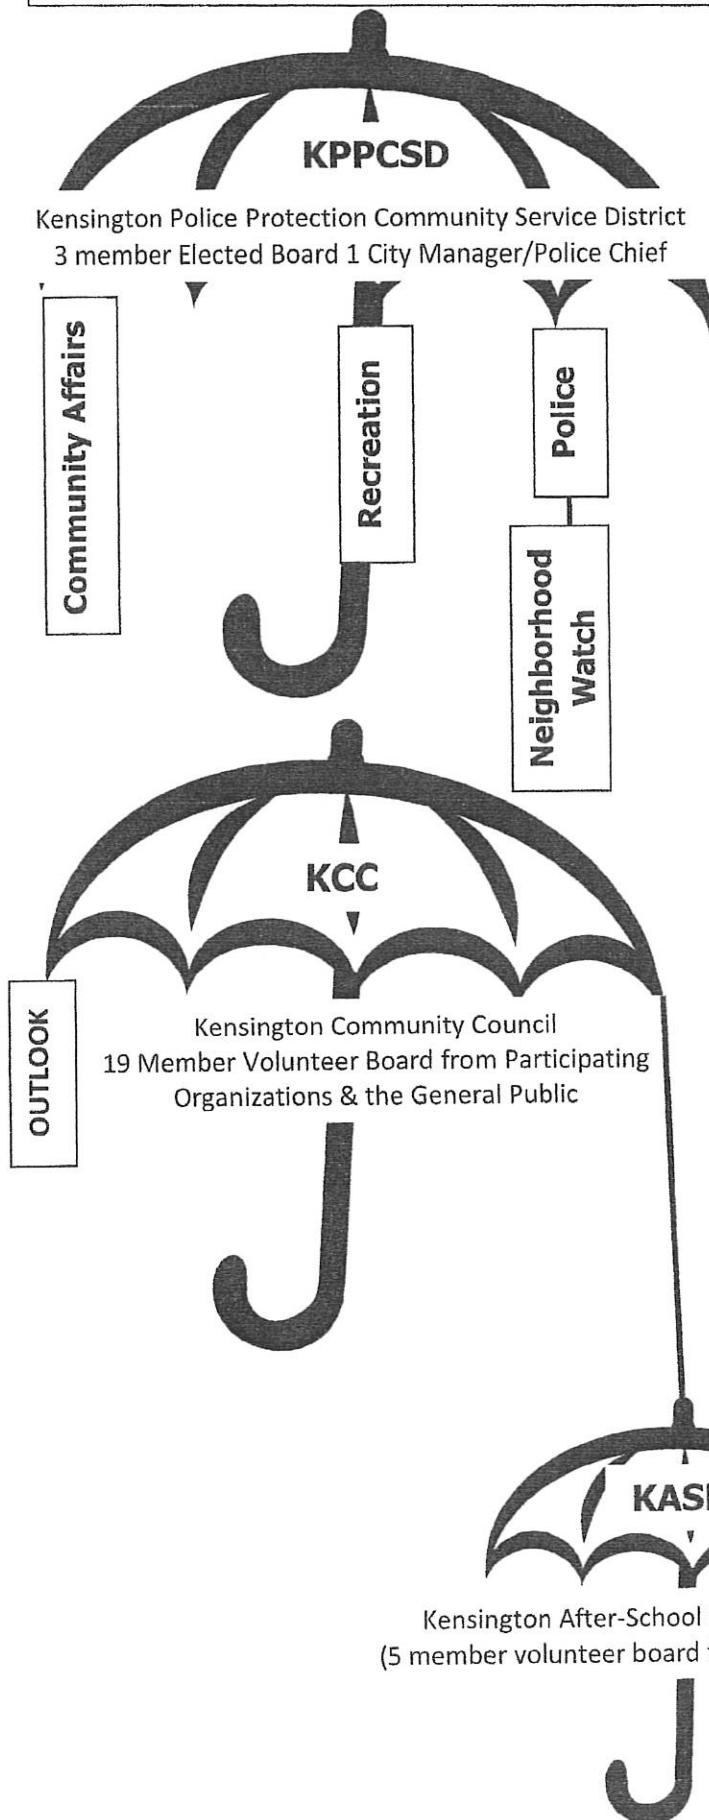 KPPCSD
Kensington Police Protection Community Service District
3 member Elected Board 1 City Manager/Police Chief
Community Affairs
Recreation
Police
Neighborhood
Watch
KCC
OUTLOOK
Kensington Community Council
19 Member Volunteer Board from Participating
Organizations & the General Public
Kensington After-School
(5 member volunteer board